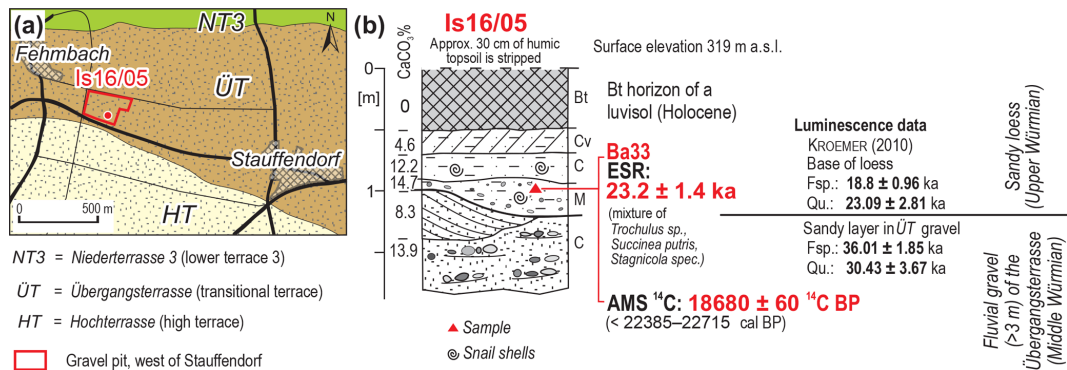 (a)
NT3
N
Fehmbach
Is16/05
ÜT
Stauffendorf
0 500 m
HT
NT3 = Niederterrasse 3 (lower terrace 3)
ÜT = Übergangsterrasse (transitional terrace)
HT = Hochterrasse (high terrace)
Gravel pit, west of Stauffendorf
(b)
Is16/05
Approx. 30 cm of humic
topsoil is stripped
Surface elevation 319 m a.s.l.
CaCO3%
0
[m]
1
0
4.6
12.2
14.7
8.3
13.9
Bt
Cv
C
M
C
Bt horizon of a
luvisol (Holocene)
Ba33
ESR:
23.2 ± 1.4 ka
(mixture of
Trochulus sp.,
Succinea putris,
Stagnicola spec.)
AMS 14C: 18680 ± 60 14C BP
(< 22385–22715 cal BP)
Sample
Snail shells
Luminescence data
KROEMER (2010)
Base of loess
Fsp.: 18.8 ± 0.96 ka
Qu.: 23.09 ± 2.81 ka
Sandy layer in ÜT gravel
Fsp.: 36.01 ± 1.85 ka
Qu.: 30.43 ± 3.67 ka
Sandy loess
(Upper Würmian)
Fluvial gravel
(>3 m) of the
Übergangsterrasse
(Middle Würmian)